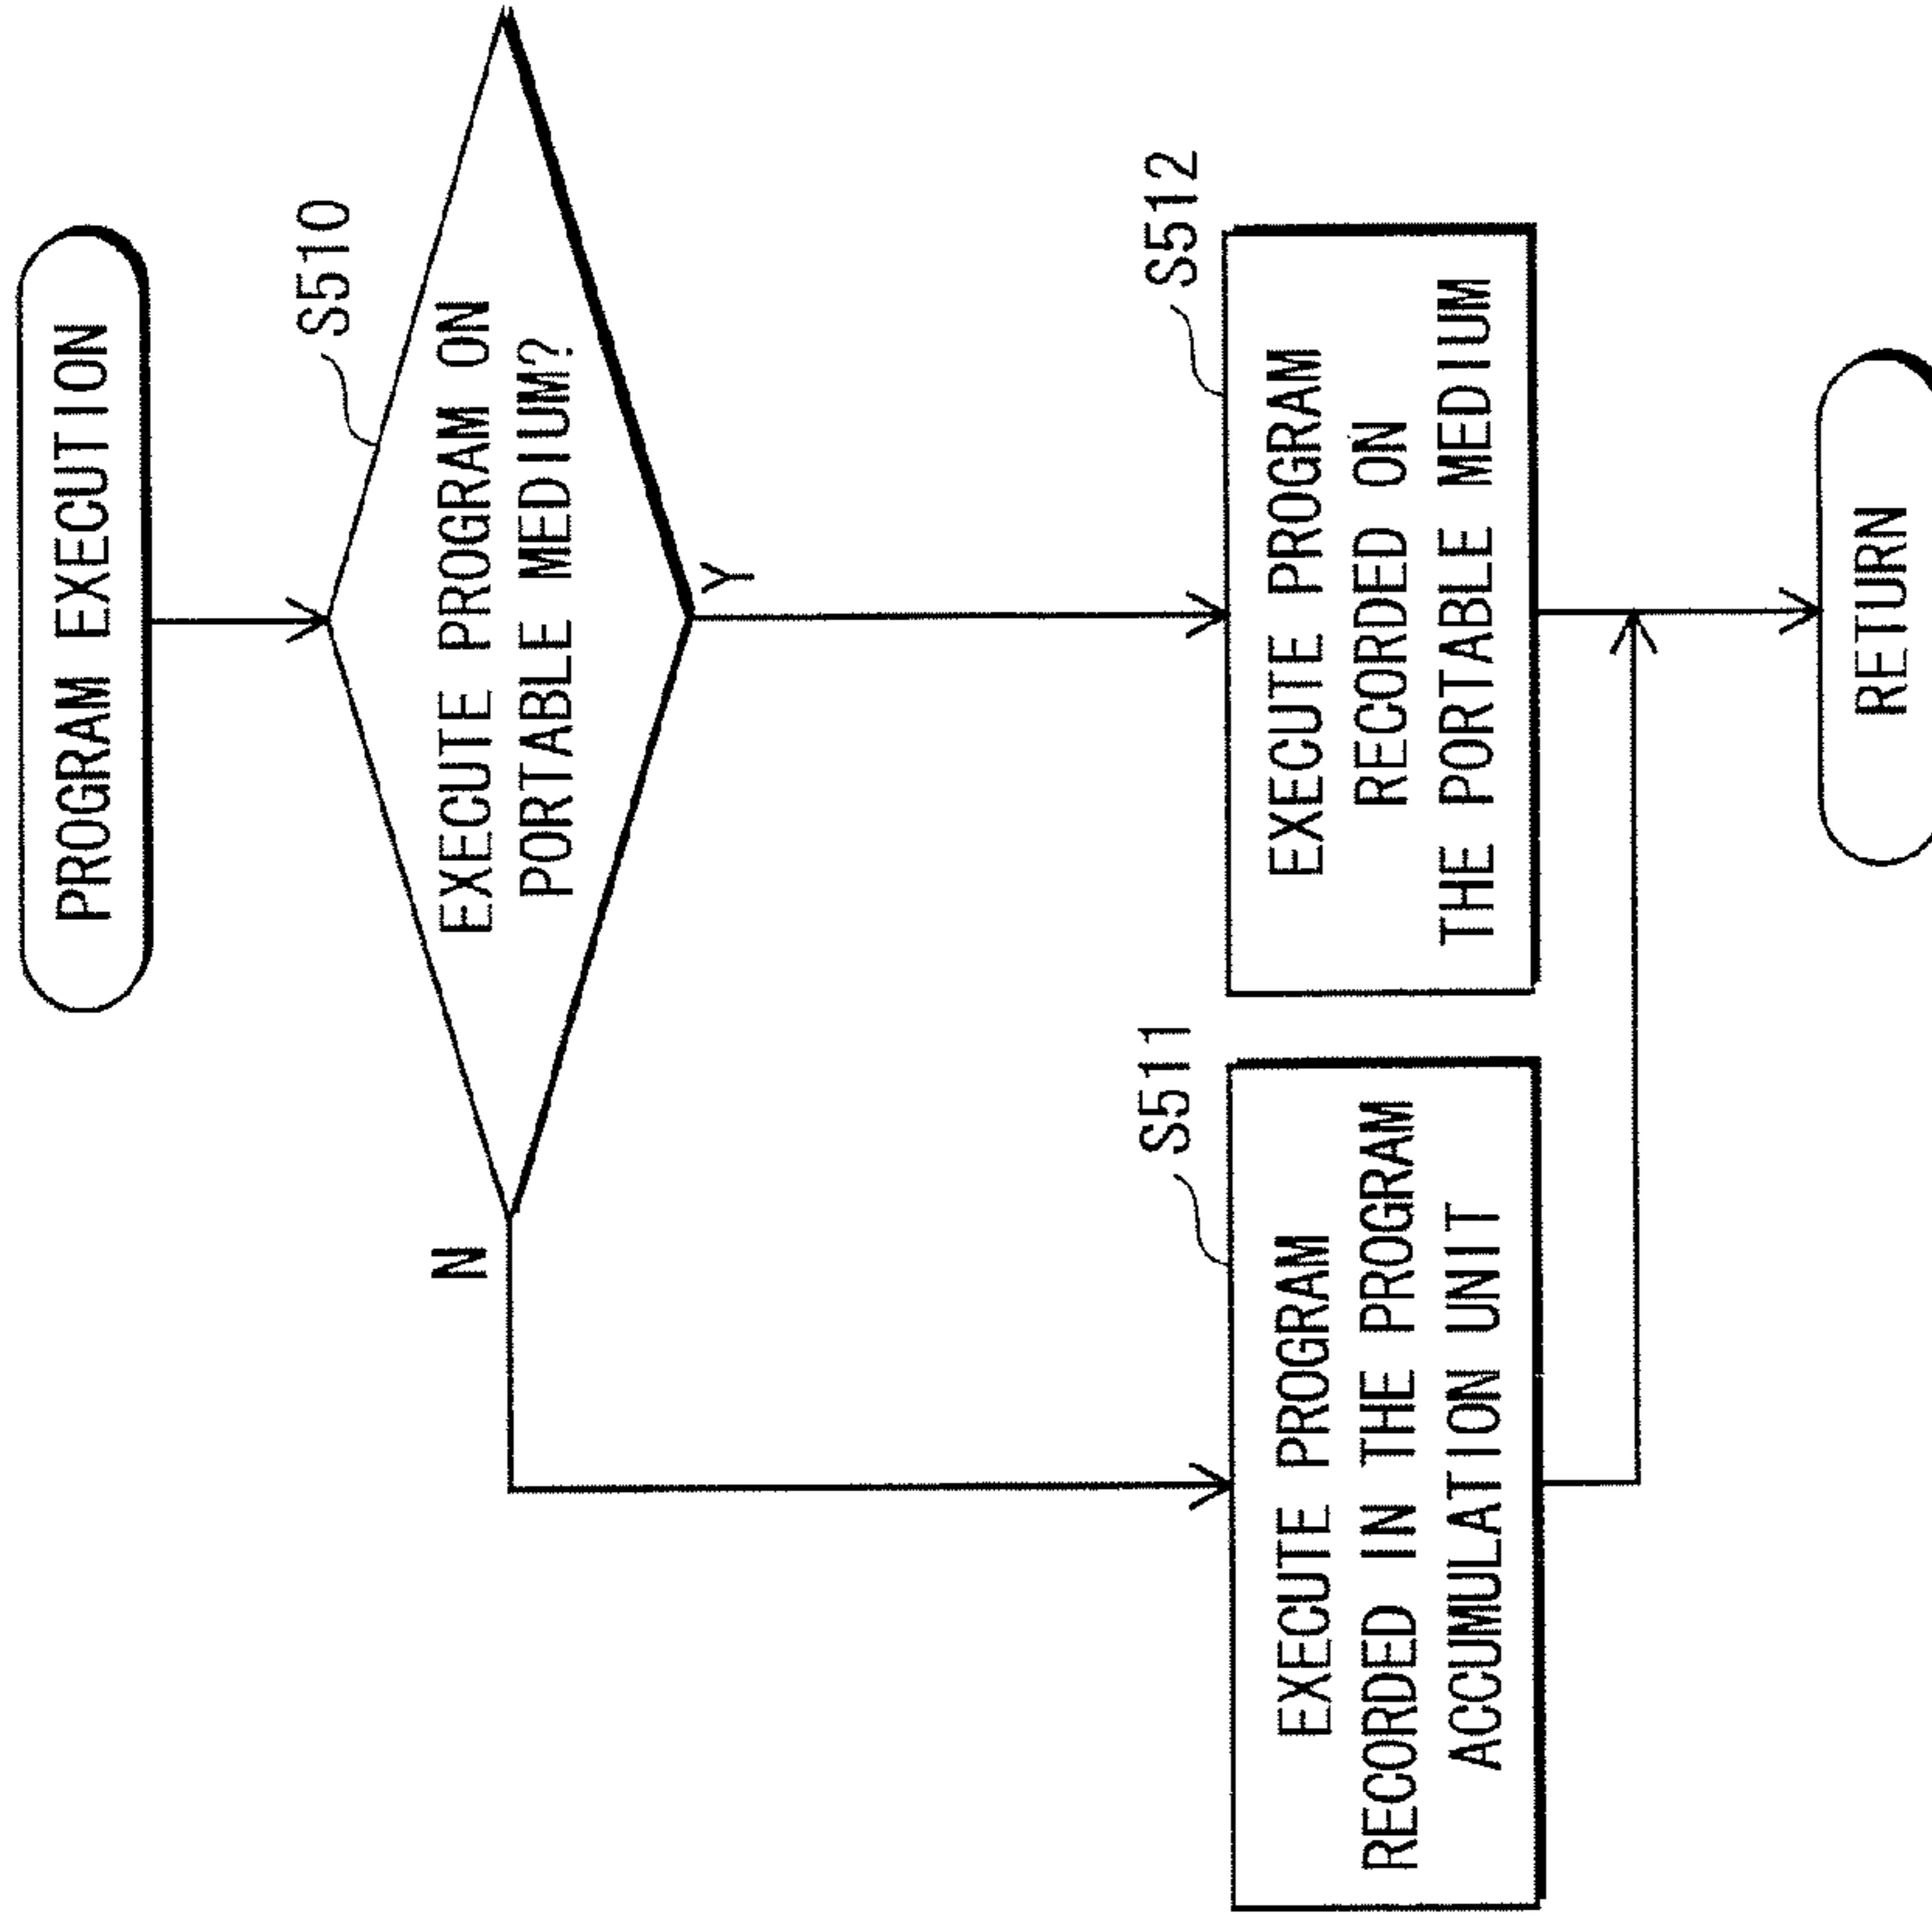 PROGRAM EXECUTION
S510
EXECUTE PROGRAM ON
PORTABLE MEDIUM?
N
Y
S511
EXECUTE PROGRAM
RECORDED IN THE PROGRAM
ACCUMULATION UNIT
S512
EXECUTE PROGRAM
RECORDED ON
THE PORTABLE MEDIUM
RETURN